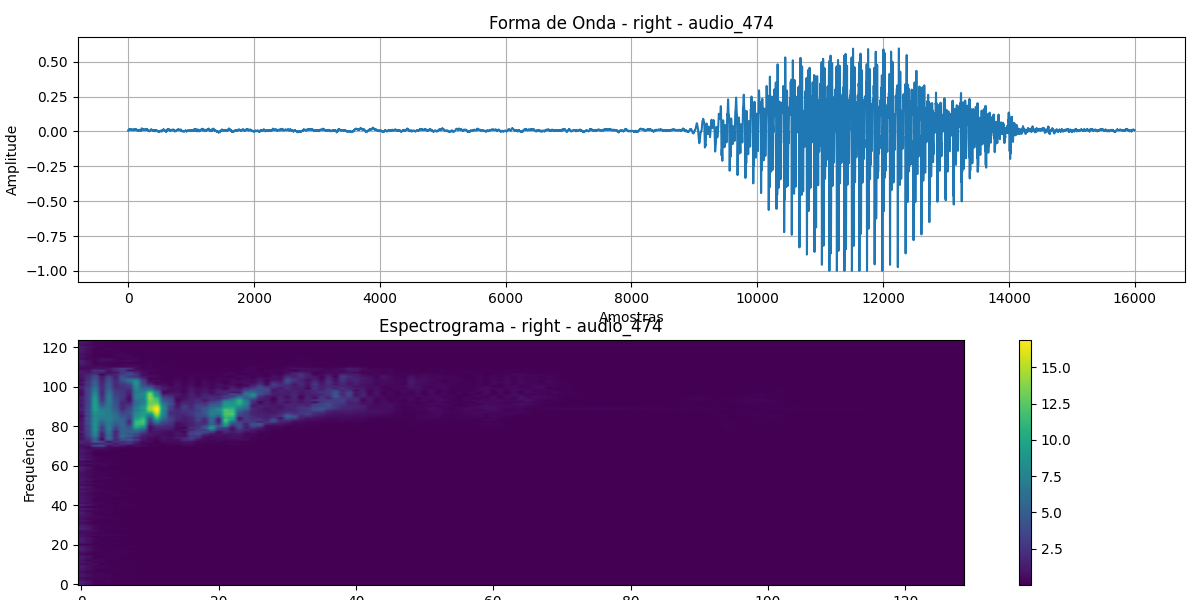 Forma de Onda - right - audio_474
Amplitude
0.50
0.25
0.00
−0.25
−0.50
−0.75
−1.00
0 2000 4000 6000 8000 10000 12000 14000 16000
Amostras
Espectrograma - right - audio_474
Frequência
120
100
80
60
40
20
0
0 20 40 60 80 100 120
15.0
12.5
10.0
7.5
5.0
2.5